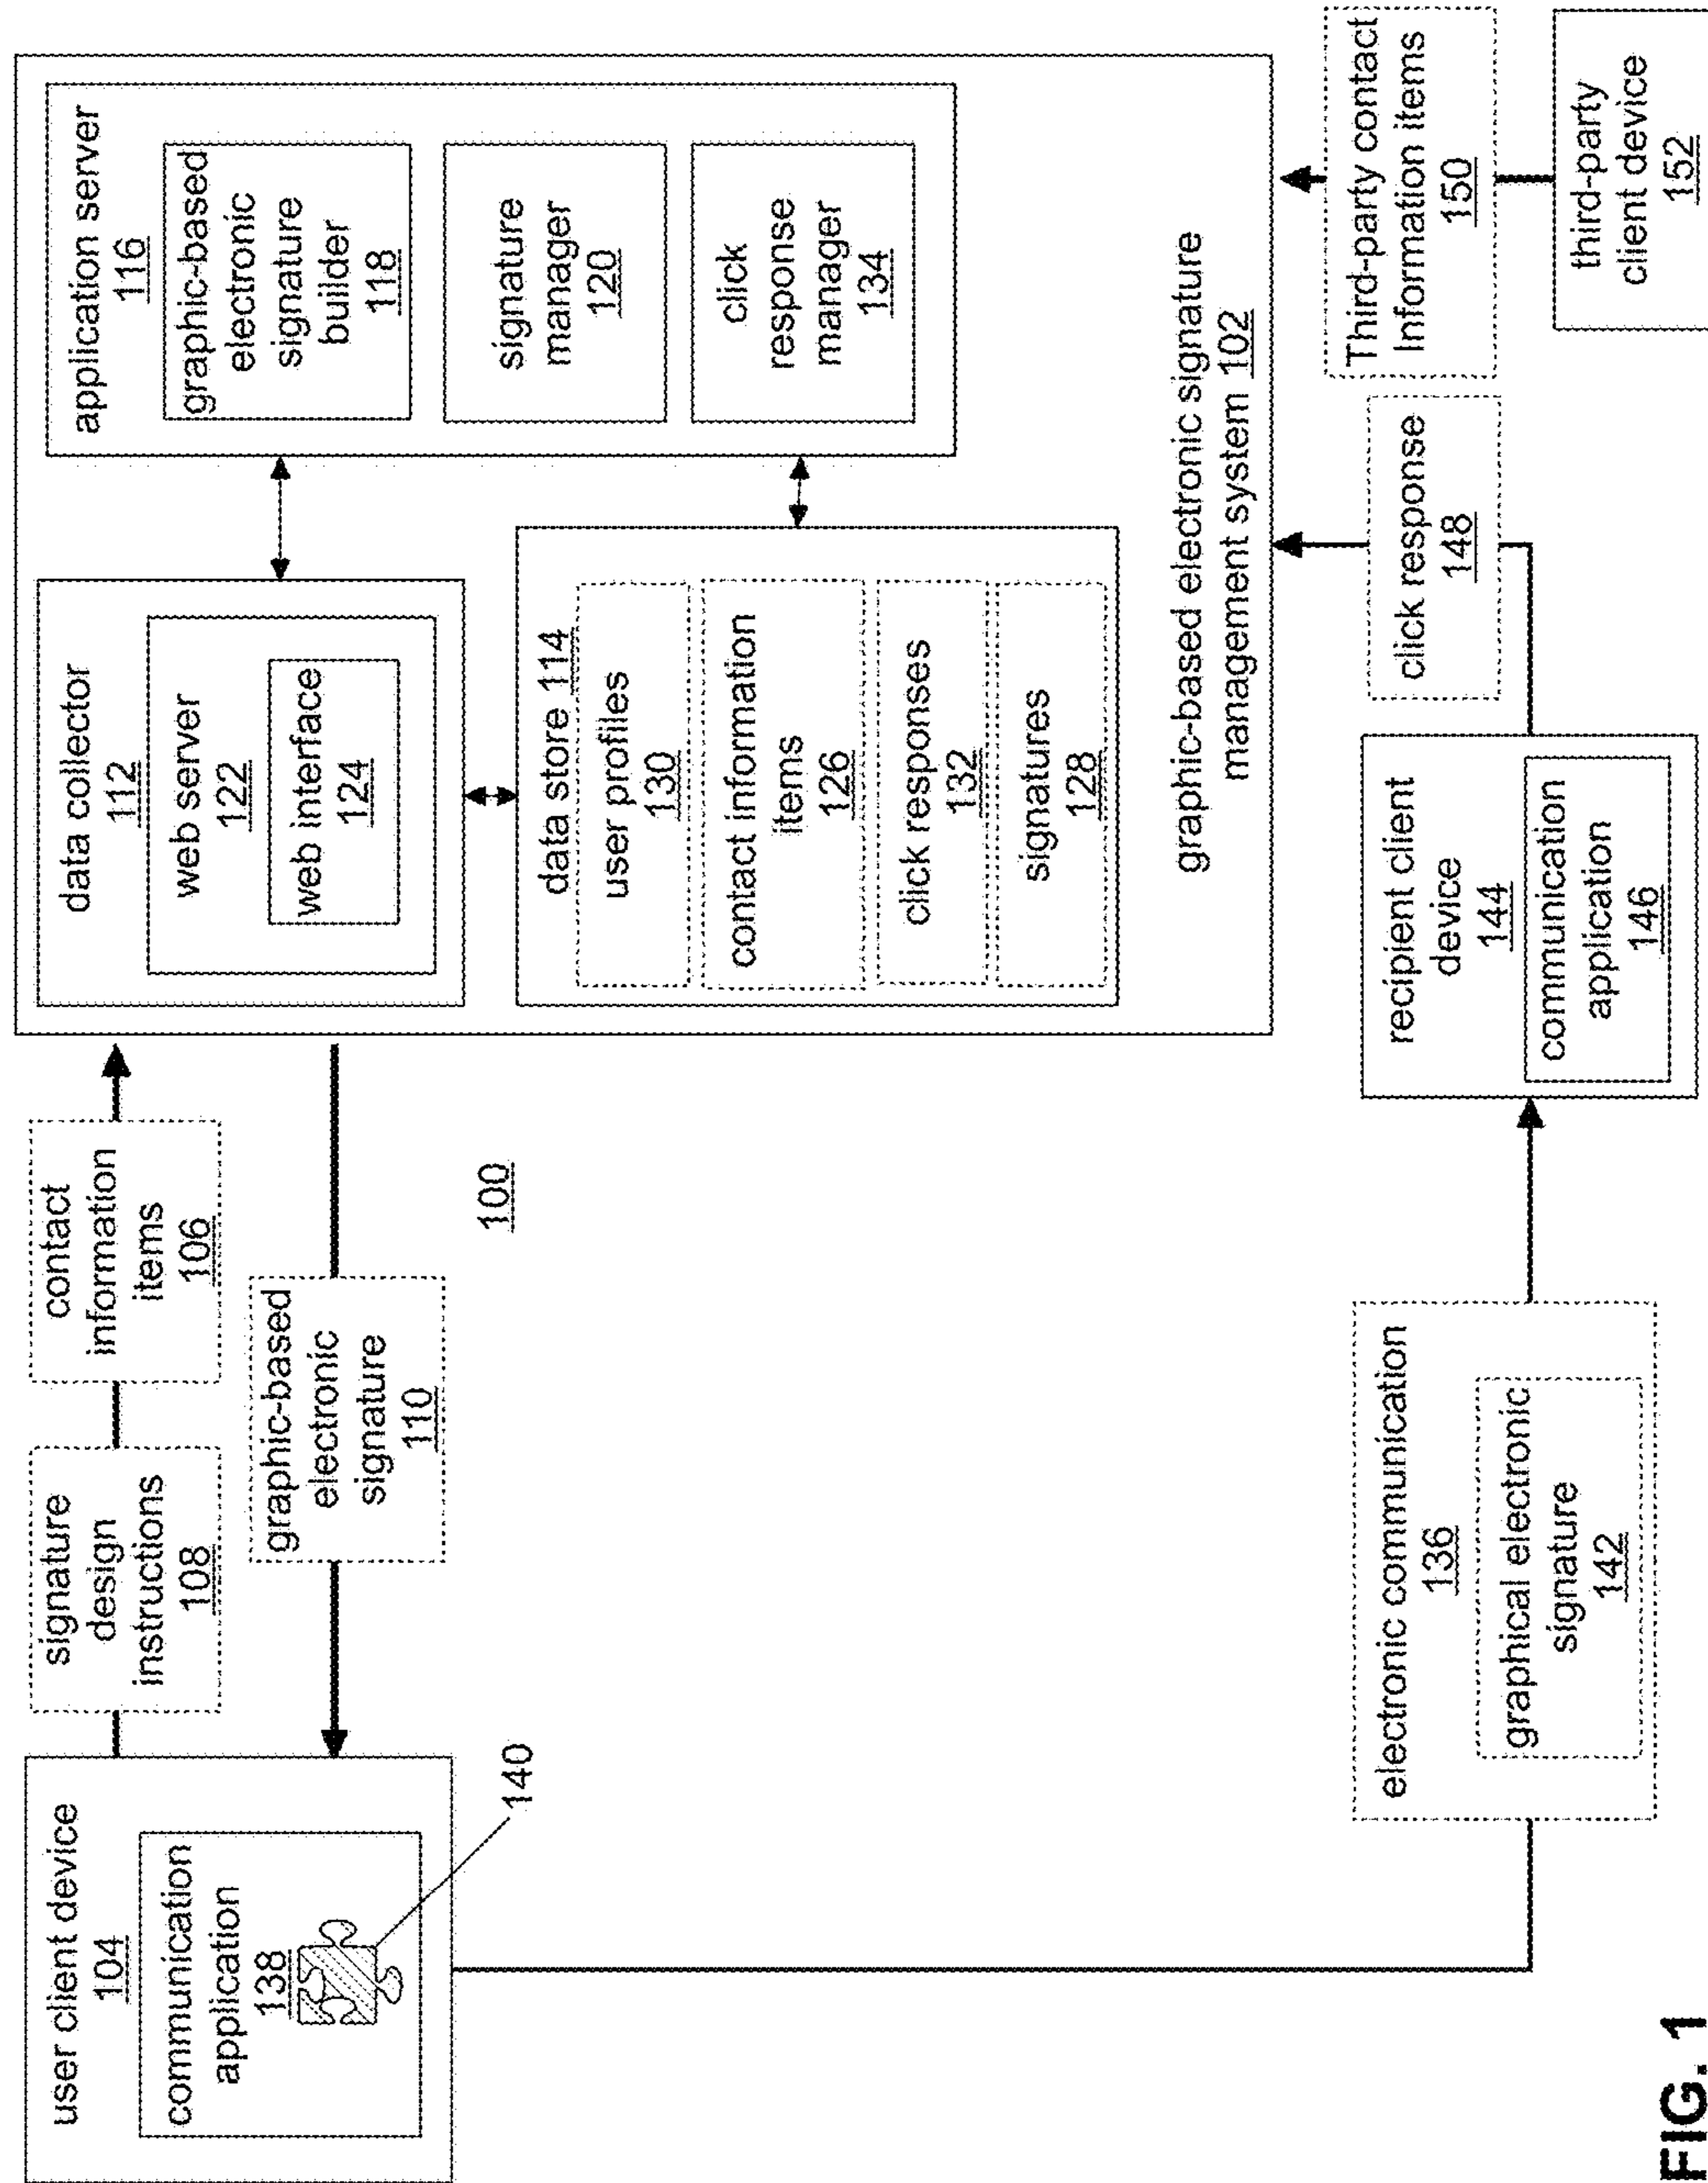 user client device
104
communication
application
138
140
signature
design
instructions
108
contact
information
items
106
graphic-based
electronic
signature
110
100
data collector
112
web server
122
web interface
124
application server
116
graphic-based
electronic
signature
builder
118
signature
manager
120
click
response
manager
134
data store 114
user profiles
130
contact information
items
126
click responses
132
signatures
128
graphic-based electronic signature
management system 102
electronic communication
136
graphical electronic
signature
142
recipient client
device
144
communication
application
146
click response
148
Third-party contact
Information items
150
third-party
client device
152
FIG. 1